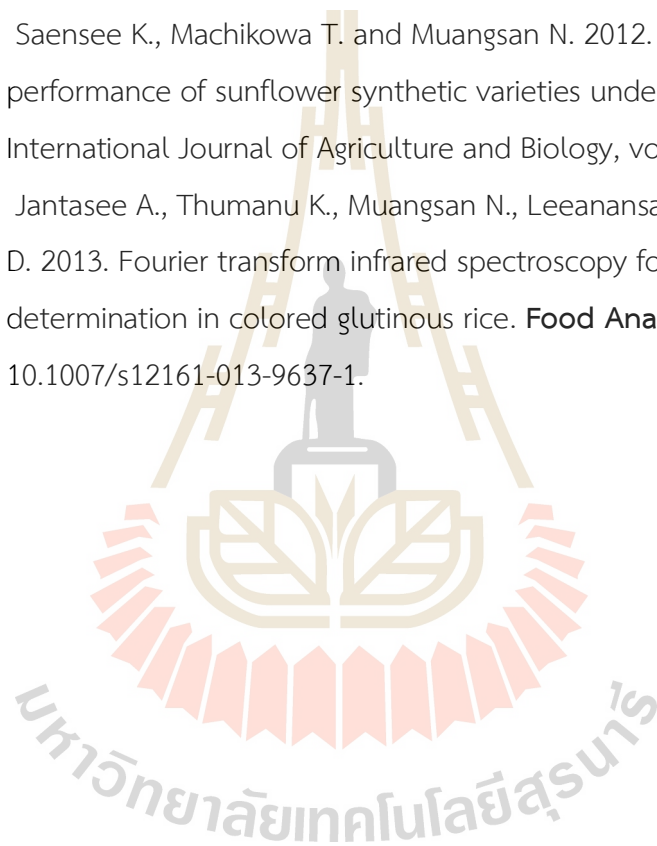 Saensee K., Machikowa T. and Muangsan N. 2012.
performance of sunflower synthetic varieties unde
International Journal of Agriculture and Biology, vo
Jantasee A., Thumanu K., Muangsan N., Leeanansa
D. 2013. Fourier transform infrared spectroscopy fo
determination in colored glutinous rice. Food Ana
10.1007/s12161-013-9637-1.
มหาวิทยาลัยเทคโนโลยีสุรนารี